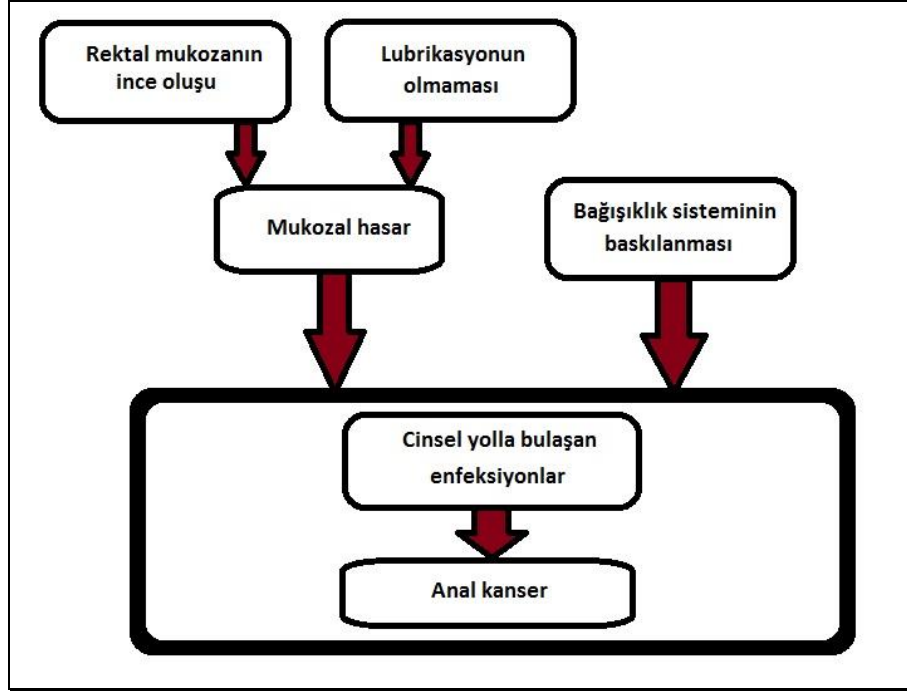 Rektal mukozanın
ince oluşu
Lubrikasyonun
olmaması
Mukozal hasar
Bağışıklık sisteminin
baskılanması
Cinsel yolla bulaşan
enfeksiyonlar
Anal kanser